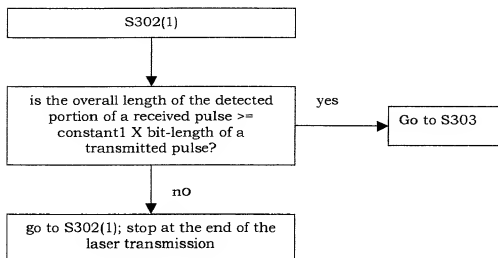 S302(1)
is the overall length of the detected
portion of a received pulse >=
constant1 X bit-length of a
transmitted pulse?
yes
Go to S303
no
go to S302(1); stop at the end of the
laser transmission